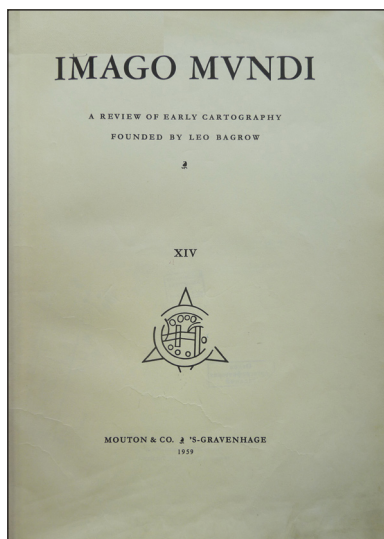 IMAGO MVNDI
A REVIEW OF EARLY CARTOGRAPHY
FOUNDED BY LEO BAGROW
XIV
MOUTON & CO. 'S-GRAVENHAGE
1959